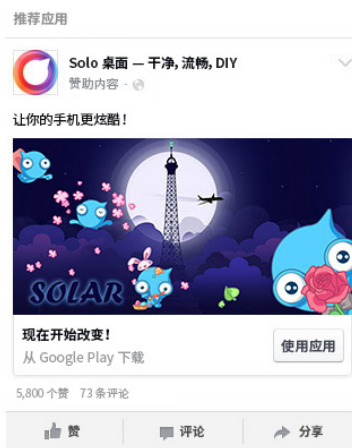 推荐应用
Solo 桌面 — 干净, 流畅, DIY
赞助内容 ·
让你的手机更炫酷！
SOLAR
现在开始改变！
从 Google Play 下载
使用应用
5,800 个赞 73 条评论
赞 评论 分享